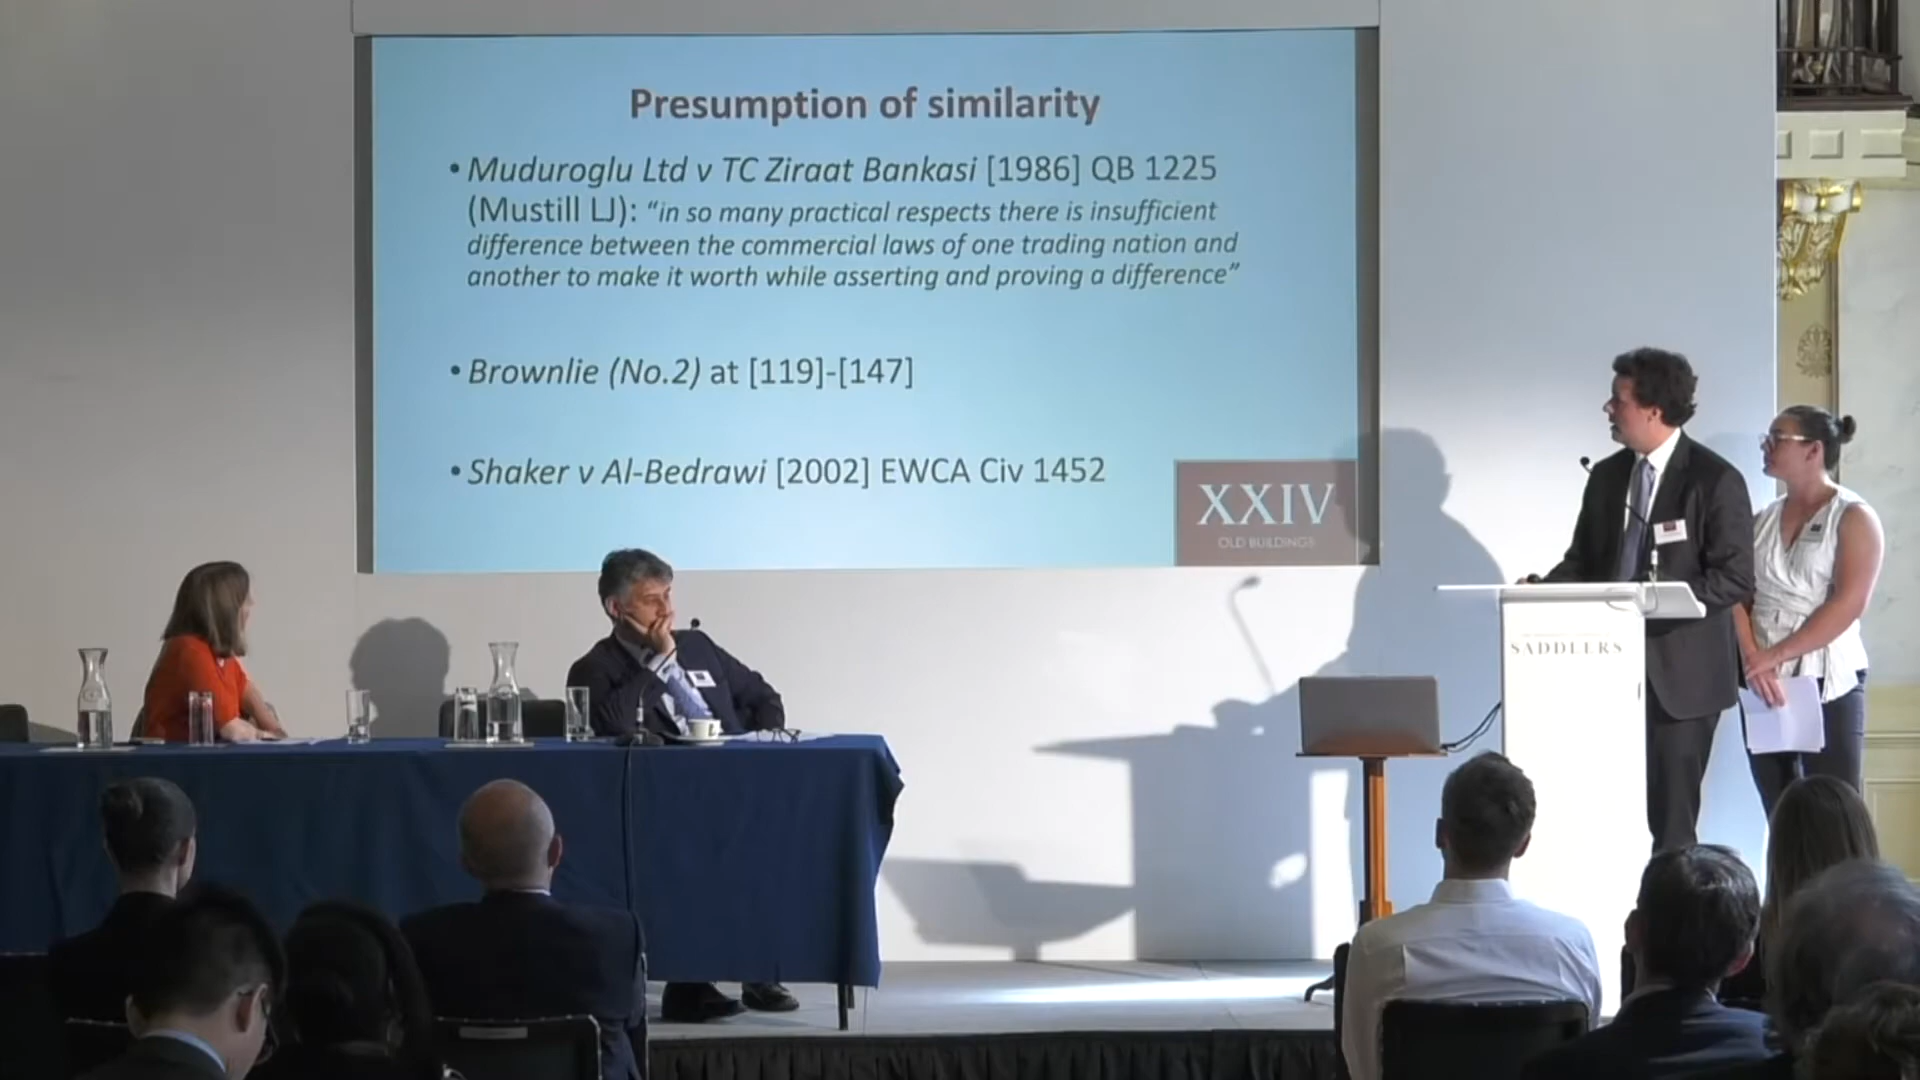 Presumption of similarity
• Muduroglu Ltd v TC Ziraat Bankasi [1986] QB 1225
(Mustill LJ): “in so many practical respects there is insufficient
difference between the commercial laws of one trading nation and
another to make it worth while asserting and proving a difference”
• Brownlie (No.2) at [119]-[147]
• Shaker v Al-Bedrawi [2002] EWCA Civ 1452
XXIV
OLD BUILDINGS
SADDLERS